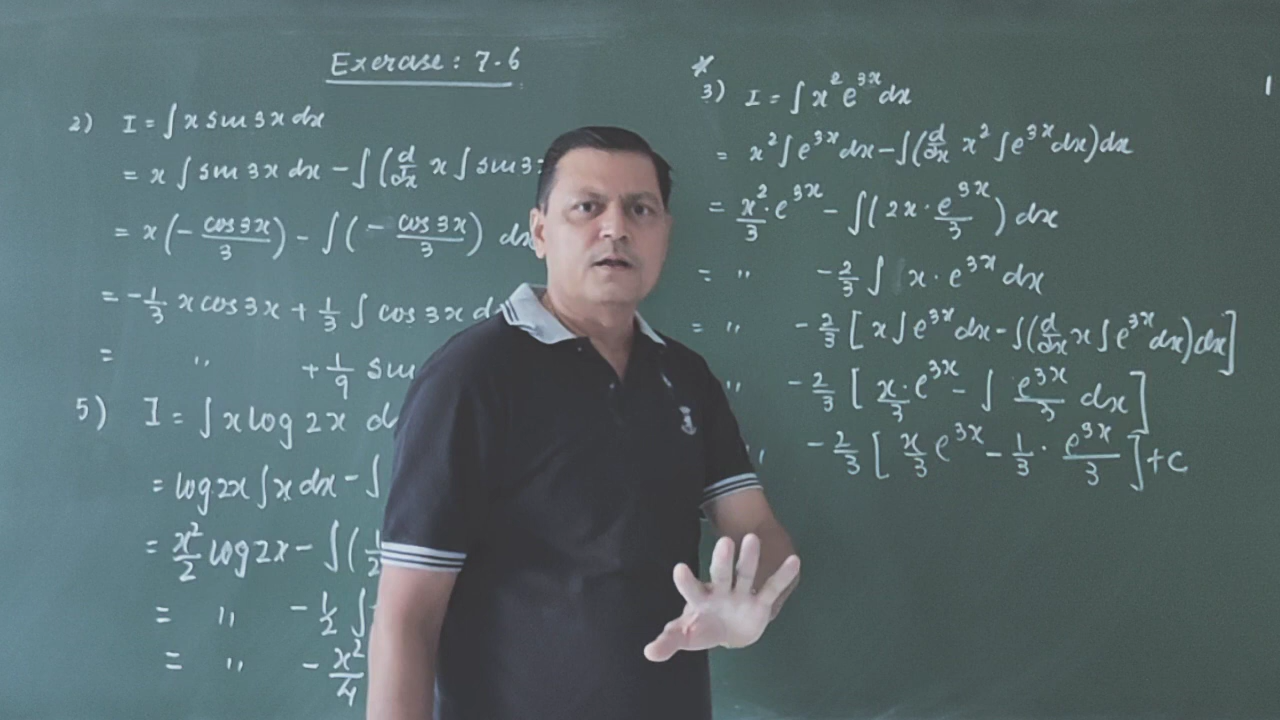 Exercise : 7.6
2) I = ∫ x sin 3x dx
= x ∫ sin 3x dx - ∫ (d/dx x ∫ sin 3
= x (- cos 3x/3) - ∫ (- cos 3x/3) dx
= - 1/3 x cos 3x + 1/3 ∫ cos 3x d
= " + 1/9 sin
5) I = ∫ x log 2x d
= log 2x ∫ x dx - ∫
= x²/2 log 2x - ∫ (
= " - 1/2 ∫
= " - x²/4
*
3) I = ∫ x² e^3x dx
= x² ∫ e^3x dx - ∫ (d/dx x² ∫ e^3x dx) dx
= x²/3 . e^3x - ∫ (2x . e^3x/3) dx
= " - 2/3 ∫ x . e^3x dx
= " - 2/3 [x ∫ e^3x dx - ∫ (d/dx x ∫ e^3x dx) dx]
" - 2/3 [x/3 . e^3x - ∫ e^3x/3 dx]
" - 2/3 [x/3 e^3x - 1/3 . e^3x/3] + c